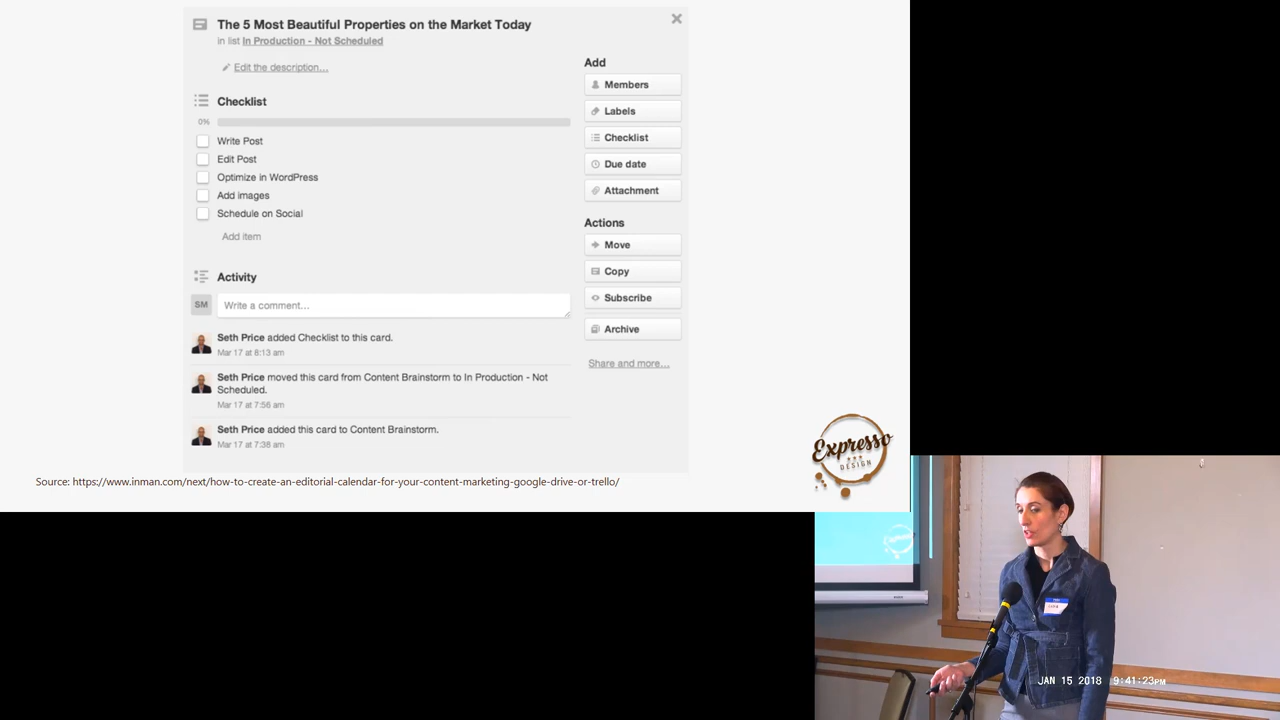 The 5 Most Beautiful Properties on the Market Today
in list In Production - Not Scheduled
Edit the description...
Checklist
0%
Write Post
Edit Post
Optimize in WordPress
Add images
Schedule on Social
Add item
Activity
SM
Write a comment...
Seth Price added Checklist to this card.
Mar 17 at 8:13 am
Seth Price moved this card from Content Brainstorm to In Production - Not
Scheduled.
Mar 17 at 7:56 am
Seth Price added this card to Content Brainstorm.
Mar 17 at 7:38 am
Add
Members
Labels
Checklist
Due date
Attachment
Actions
Move
Copy
Subscribe
Archive
Share and more...
Expresso
DESIGN
Source: https://www.inman.com/next/how-to-create-an-editorial-calendar-for-your-content-marketing-google-drive-or-trello/
JAN 15 2018 9:41:23PM